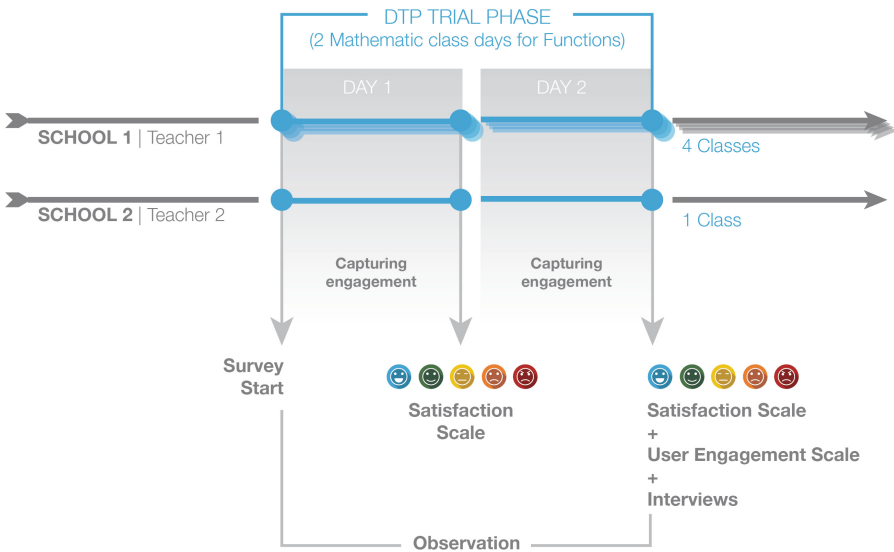 DTP TRIAL PHASE
(2 Mathematic class days for Functions)
DAY 1
DAY 2
SCHOOL 1 | Teacher 1
4 Classes
SCHOOL 2 | Teacher 2
1 Class
Capturing
engagement
Capturing
engagement
Survey
Start
Satisfaction
Scale
Satisfaction Scale
+
User Engagement Scale
+
Interviews
Observation